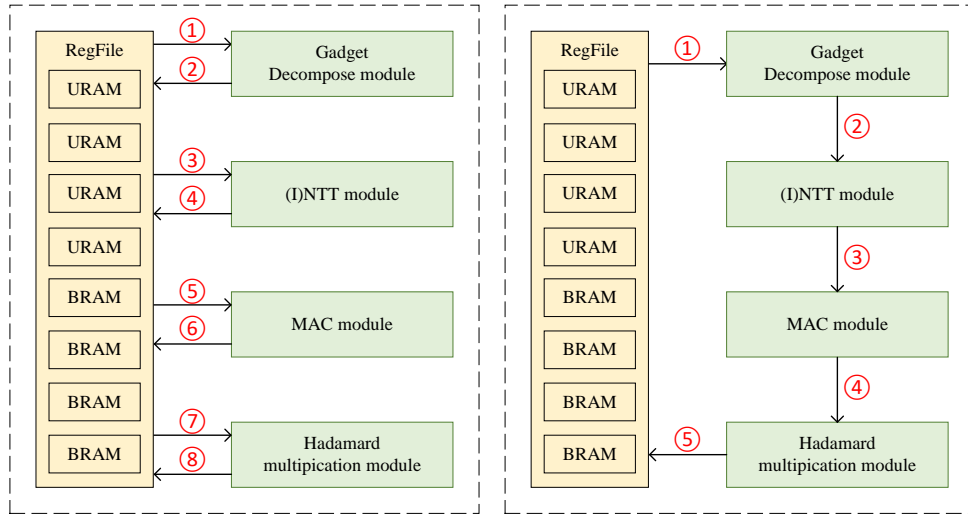 RegFile
URAM
URAM
URAM
URAM
BRAM
BRAM
BRAM
BRAM
①
②
③
④
⑤
⑥
⑦
⑧
Gadget
Decompose module
(I)NTT module
MAC module
Hadamard
multipication module
RegFile
URAM
URAM
URAM
URAM
BRAM
BRAM
BRAM
BRAM
①
Gadget
Decompose module
②
(I)NTT module
③
MAC module
④
⑤
Hadamard
multipication module